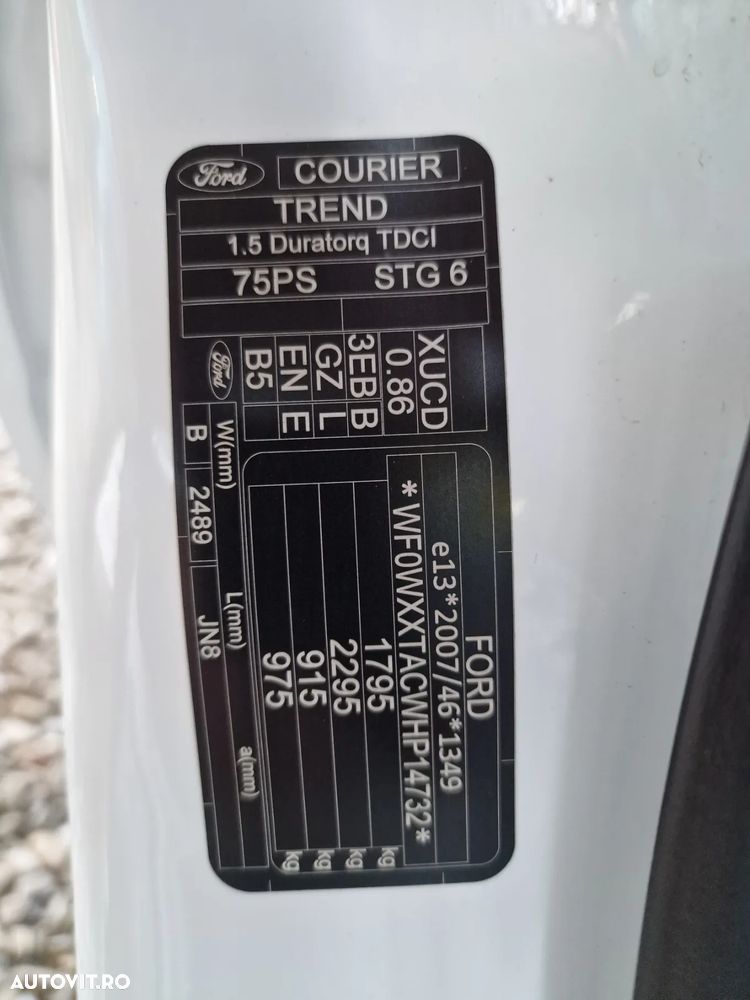 Ford COURIER
TREND
1.5 Duratorq TDCI
75PS STG 6
XUCD
0.86
3EB B
GZ L
EN E
B5
Ford
FORD
e13*2007/46*1349
*WF0WXXTACWHP14732*
1795 kg
2295 kg
915 kg
975 kg
W(mm) L(mm) a(mm)
B 2489 JN8
AUTOVIT.RO